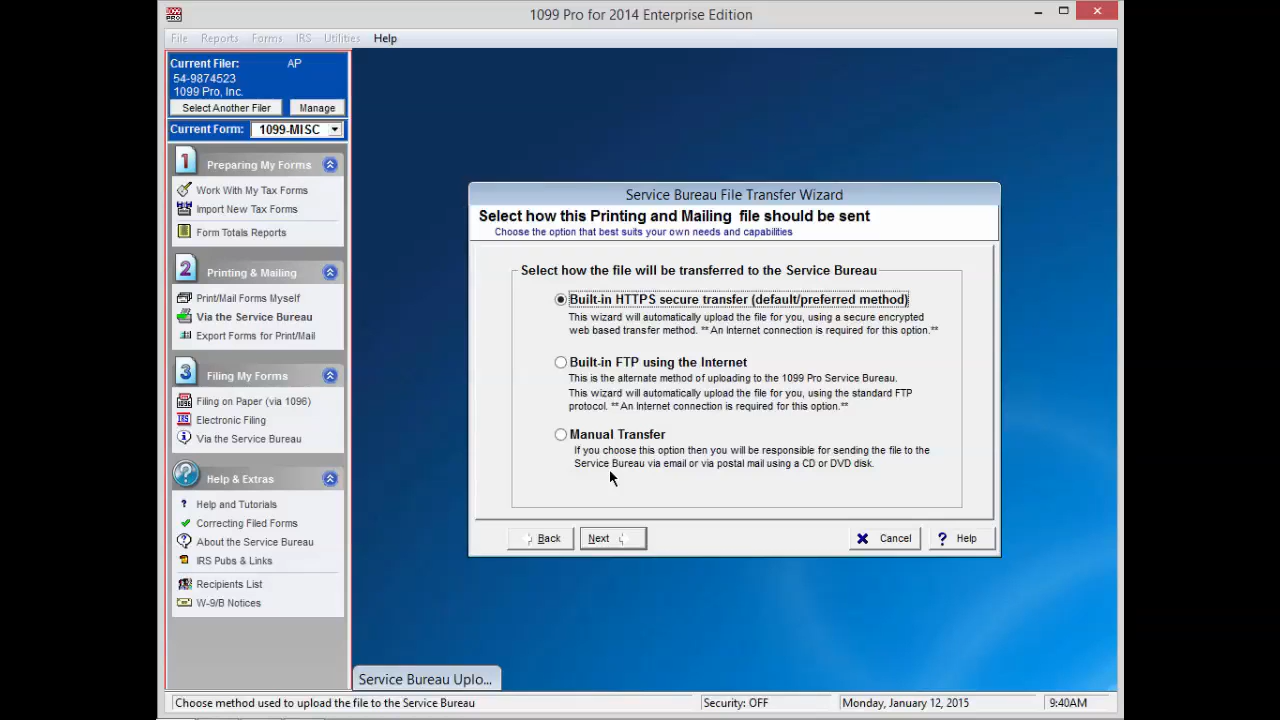 1099 Pro for 2014 Enterprise Edition
File Reports Forms IRS Utilities Help
Current Filer: AP
54-9874523
1099 Pro, Inc.
Select Another Filer Manage
Current Form: 1099-MISC
1 Preparing My Forms
Work With My Tax Forms
Import New Tax Forms
Form Totals Reports
2 Printing & Mailing
Print/Mail Forms Myself
Via the Service Bureau
Export Forms for Print/Mail
3 Filing My Forms
Filing on Paper (via 1096)
Electronic Filing
Via the Service Bureau
? Help & Extras
? Help and Tutorials
Correcting Filed Forms
About the Service Bureau
IRS Pubs & Links
Recipients List
W-9/B Notices
Service Bureau File Transfer Wizard
Select how this Printing and Mailing file should be sent
Choose the option that best suits your own needs and capabilities
Select how the file will be transferred to the Service Bureau
Built-in HTTPS secure transfer (default/preferred method)
This wizard will automatically upload the file for you, using a secure encrypted
web based transfer method. ** An Internet connection is required for this option.**
Built-in FTP using the Internet
This is the alternate method of uploading to the 1099 Pro Service Bureau.
This wizard will automatically upload the file for you, using the standard FTP
protocol. ** An Internet connection is required for this option.**
Manual Transfer
If you choose this option then you will be responsible for sending the file to the
Service Bureau via email or via postal mail using a CD or DVD disk.
Back Next Cancel ? Help
Service Bureau Uplo...
Choose method used to upload the file to the Service Bureau Security: OFF Monday, January 12, 2015 9:40AM